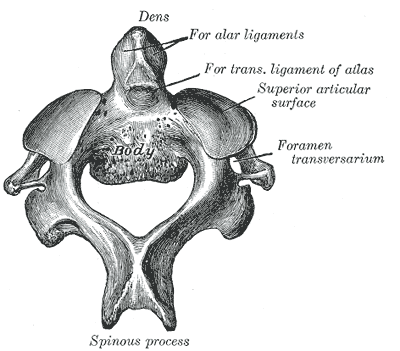 Dens
For alar ligaments
For trans. ligament of atlas
Superior articular
surface
Body
Foramen
transversarium
Spinous process